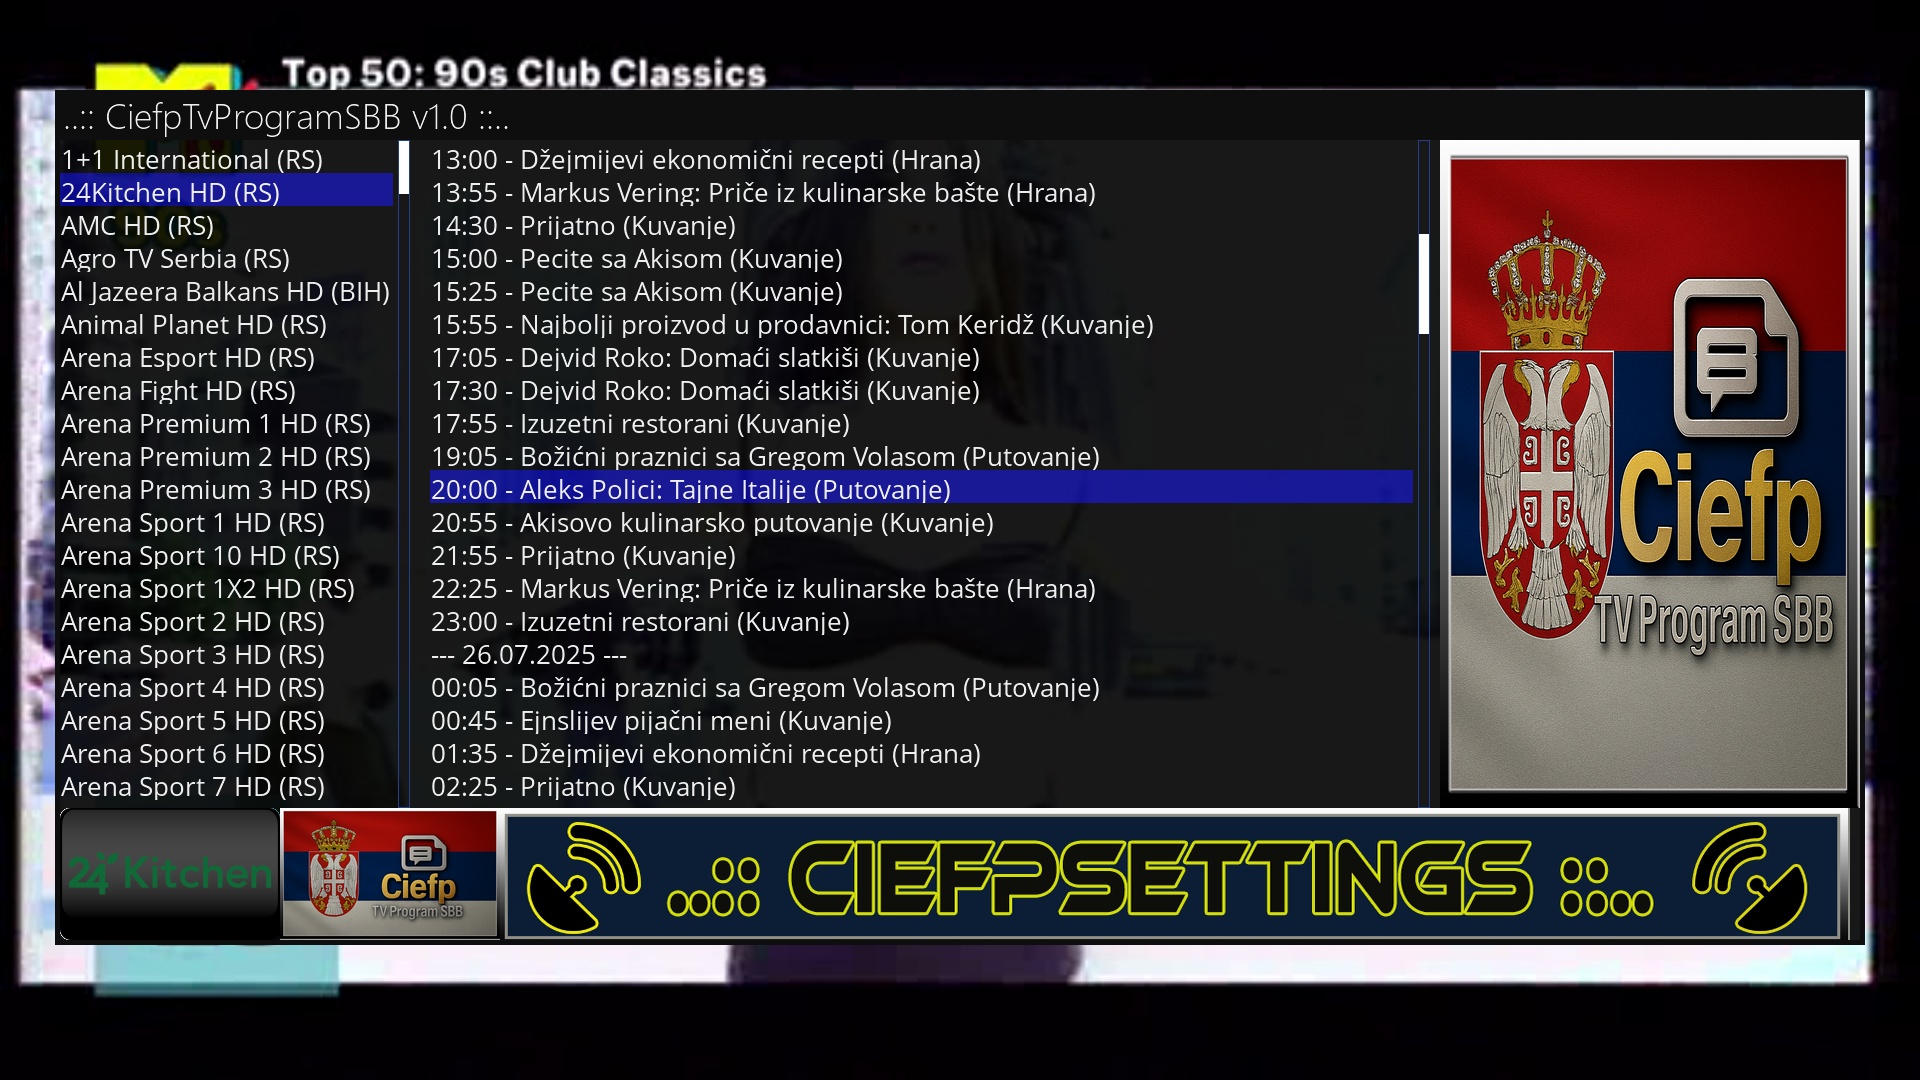 Top 50: 90s Club Classics
..:: CiefpTvProgramSBB v1.0 ::..
1+1 International (RS)
24Kitchen HD (RS)
AMC HD (RS)
Agro TV Serbia (RS)
Al Jazeera Balkans HD (BIH)
Animal Planet HD (RS)
Arena Esport HD (RS)
Arena Fight HD (RS)
Arena Premium 1 HD (RS)
Arena Premium 2 HD (RS)
Arena Premium 3 HD (RS)
Arena Sport 1 HD (RS)
Arena Sport 10 HD (RS)
Arena Sport 1X2 HD (RS)
Arena Sport 2 HD (RS)
Arena Sport 3 HD (RS)
Arena Sport 4 HD (RS)
Arena Sport 5 HD (RS)
Arena Sport 6 HD (RS)
Arena Sport 7 HD (RS)
13:00 - Džejmijevi ekonomični recepti (Hrana)
13:55 - Markus Vering: Priče iz kulinarske bašte (Hrana)
14:30 - Prijatno (Kuvanje)
15:00 - Pecite sa Akisom (Kuvanje)
15:25 - Pecite sa Akisom (Kuvanje)
15:55 - Najbolji proizvod u prodavnici: Tom Keridž (Kuvanje)
17:05 - Dejvid Roko: Domaći slatkiši (Kuvanje)
17:30 - Dejvid Roko: Domaći slatkiši (Kuvanje)
17:55 - Izuzetni restorani (Kuvanje)
19:05 - Božićni praznici sa Gregom Volasom (Putovanje)
20:00 - Aleks Polici: Tajne Italije (Putovanje)
20:55 - Akisovo kulinarsko putovanje (Kuvanje)
21:55 - Prijatno (Kuvanje)
22:25 - Markus Vering: Priče iz kulinarske bašte (Hrana)
23:00 - Izuzetni restorani (Kuvanje)
--- 26.07.2025 ---
00:05 - Božićni praznici sa Gregom Volasom (Putovanje)
00:45 - Ejnslijev pijačni meni (Kuvanje)
01:35 - Džejmijevi ekonomični recepti (Hrana)
02:25 - Prijatno (Kuvanje)
Ciefp
TV Program SBB
24Kitchen
Ciefp
TV Program SBB
..:: CIEFPSETTINGS ::..